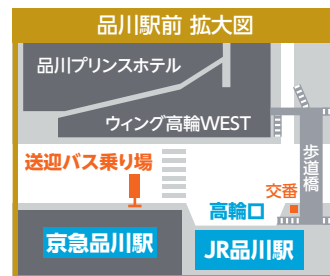 品川駅前 拡大図
品川プリンスホテル
ウィング高輪WEST
送迎バス乗り場
歩道橋
交番
高輪口
京急品川駅
JR品川駅